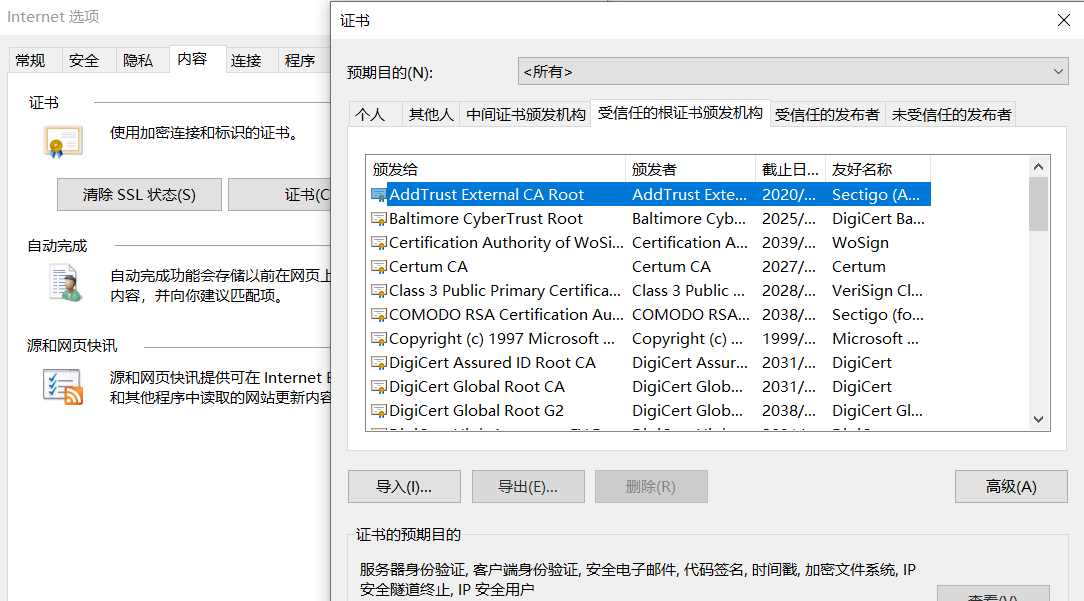 Internet 选项
常规 安全 隐私 内容 连接 程序
证书
使用加密连接和标识的证书。
清除 SSL 状态(S) 证书(C
自动完成
自动完成功能会存储以前在网页上
内容，并向你建议匹配项。
源和网页快讯
源和网页快讯提供可在 Internet E
和其他程序中读取的网站更新内容
证书
预期目的(N): <所有>
个人 其他人 中间证书颁发机构 受信任的根证书颁发机构 受信任的发布者 未受信任的发布者
颁发给 颁发者 截止日... 友好名称
AddTrust External CA Root AddTrust Exte... 2020/... Sectigo (A...
Baltimore CyberTrust Root Baltimore Cyb... 2025/... DigiCert Ba...
Certification Authority of WoSi... Certification A... 2039/... WoSign
Certum CA Certum CA 2027/... Certum
Class 3 Public Primary Certifica... Class 3 Public ... 2028/... VeriSign Cl...
COMODO RSA Certification Au... COMODO RSA... 2038/... Sectigo (fo...
Copyright (c) 1997 Microsoft ... Copyright (c) ... 1999/... Microsoft ...
DigiCert Assured ID Root CA DigiCert Assur... 2031/... DigiCert
DigiCert Global Root CA DigiCert Glob... 2031/... DigiCert
DigiCert Global Root G2 DigiCert Glob... 2038/... DigiCert Gl...
导入(I)... 导出(E)... 删除(R) 高级(A)
证书的预期目的
服务器身份验证, 客户端身份验证, 安全电子邮件, 代码签名, 时间戳, 加密文件系统, IP
安全隧道终止, IP 安全用户
查看(V)